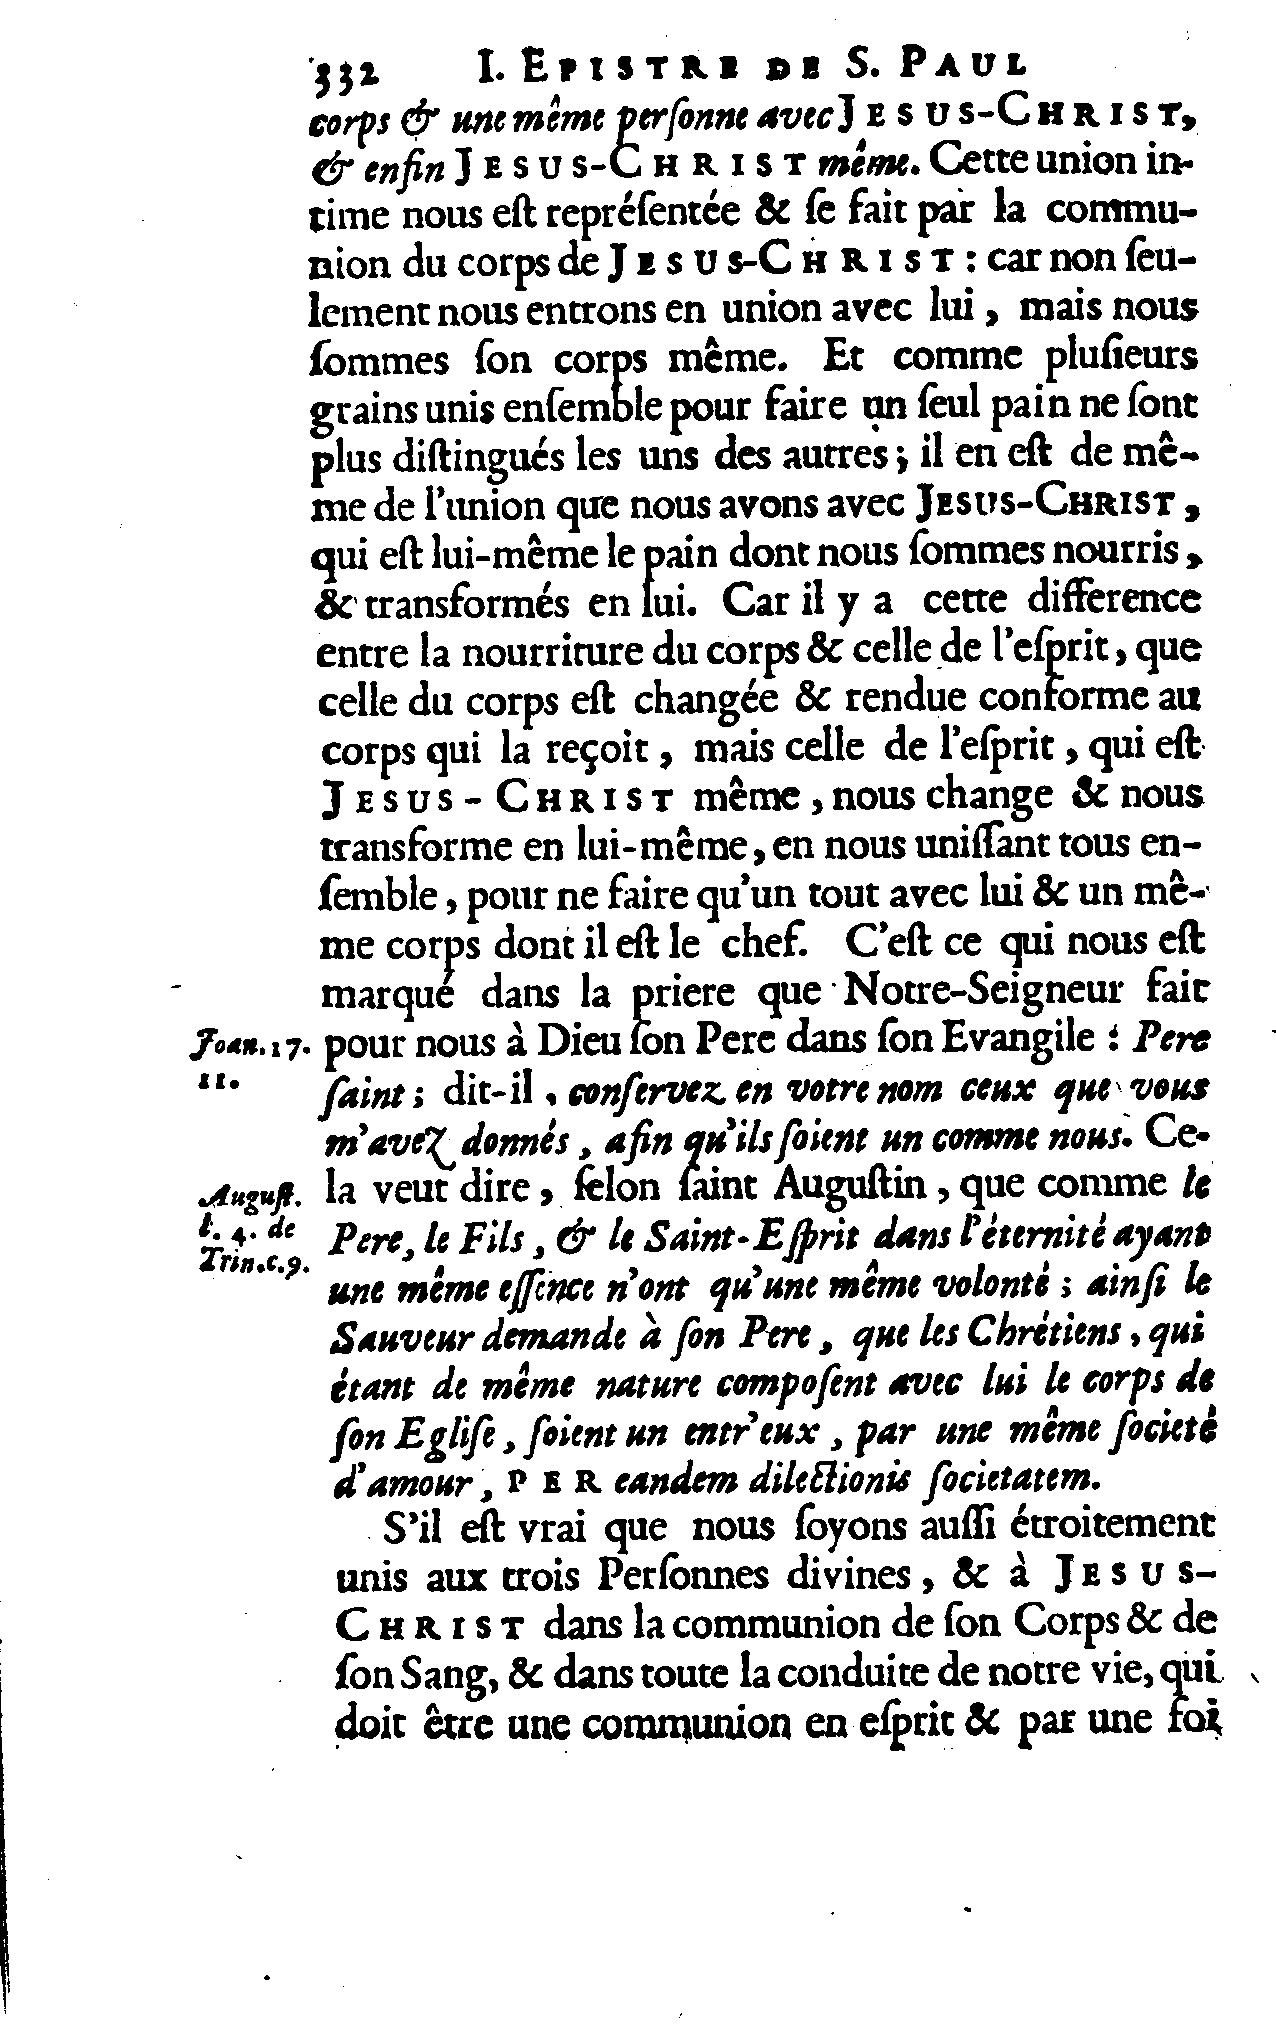 332 I. EPISTRE DE S. PAUL
corps & une même perſonne avec JESUS-CHRIST,
& enfin JESUS-CHRIST même. Cette union in-
time nous eſt repréſentée & ſe fait par la commu-
nion du corps de JESUS-CHRIST : car non ſeu-
lement nous entrons en union avec lui, mais nous
ſommes ſon corps même. Et comme pluſieurs
grains unis enſemble pour faire un ſeul pain ne ſont
plus diſtingués les uns des autres ; il en eſt de mê-
me de l'union que nous avons avec JESUS-CHRIST,
qui eſt lui-même le pain dont nous ſommes nourris,
& transformés en lui. Car il y a cette difference
entre la nourriture du corps & celle de l'eſprit, que
celle du corps eſt changée & rendue conforme au
corps qui la reçoit, mais celle de l'eſprit, qui eſt
JESUS-CHRIST même, nous change & nous
transforme en lui-même, en nous uniſſant tous en-
ſemble, pour ne faire qu'un tout avec lui & un mê-
me corps dont il eſt le chef. C'eſt ce qui nous eſt
marqué dans la priere que Notre-Seigneur fait
Joan. 17. pour nous à Dieu ſon Pere dans ſon Evangile : Pere
11. ſaint ; dit-il, conſervez en votre nom ceux que vous
m'avez donnés, afin qu'ils ſoient un comme nous. Ce-
Auguſt. la veut dire, ſelon ſaint Auguſtin, que comme le
l. 4. de Pere, le Fils, & le Saint-Eſprit dans l'éternité ayant
Trin. c. 9. une même eſſence n'ont qu'une même volonté ; ainſi le
Sauveur demande à ſon Pere, que les Chrétiens, qui
étant de même nature compoſent avec lui le corps de
ſon Egliſe, ſoient un entr'eux, par une même ſocieté
d'amour, PER eandem dilectionis ſocietatem.
S'il eſt vrai que nous ſoyons auſſi étroitement
unis aux trois Perſonnes divines, & à JESUS-
CHRIST dans la communion de ſon Corps & de
ſon Sang, & dans toute la conduite de notre vie, qui
doit être une communion en eſprit & par une foi